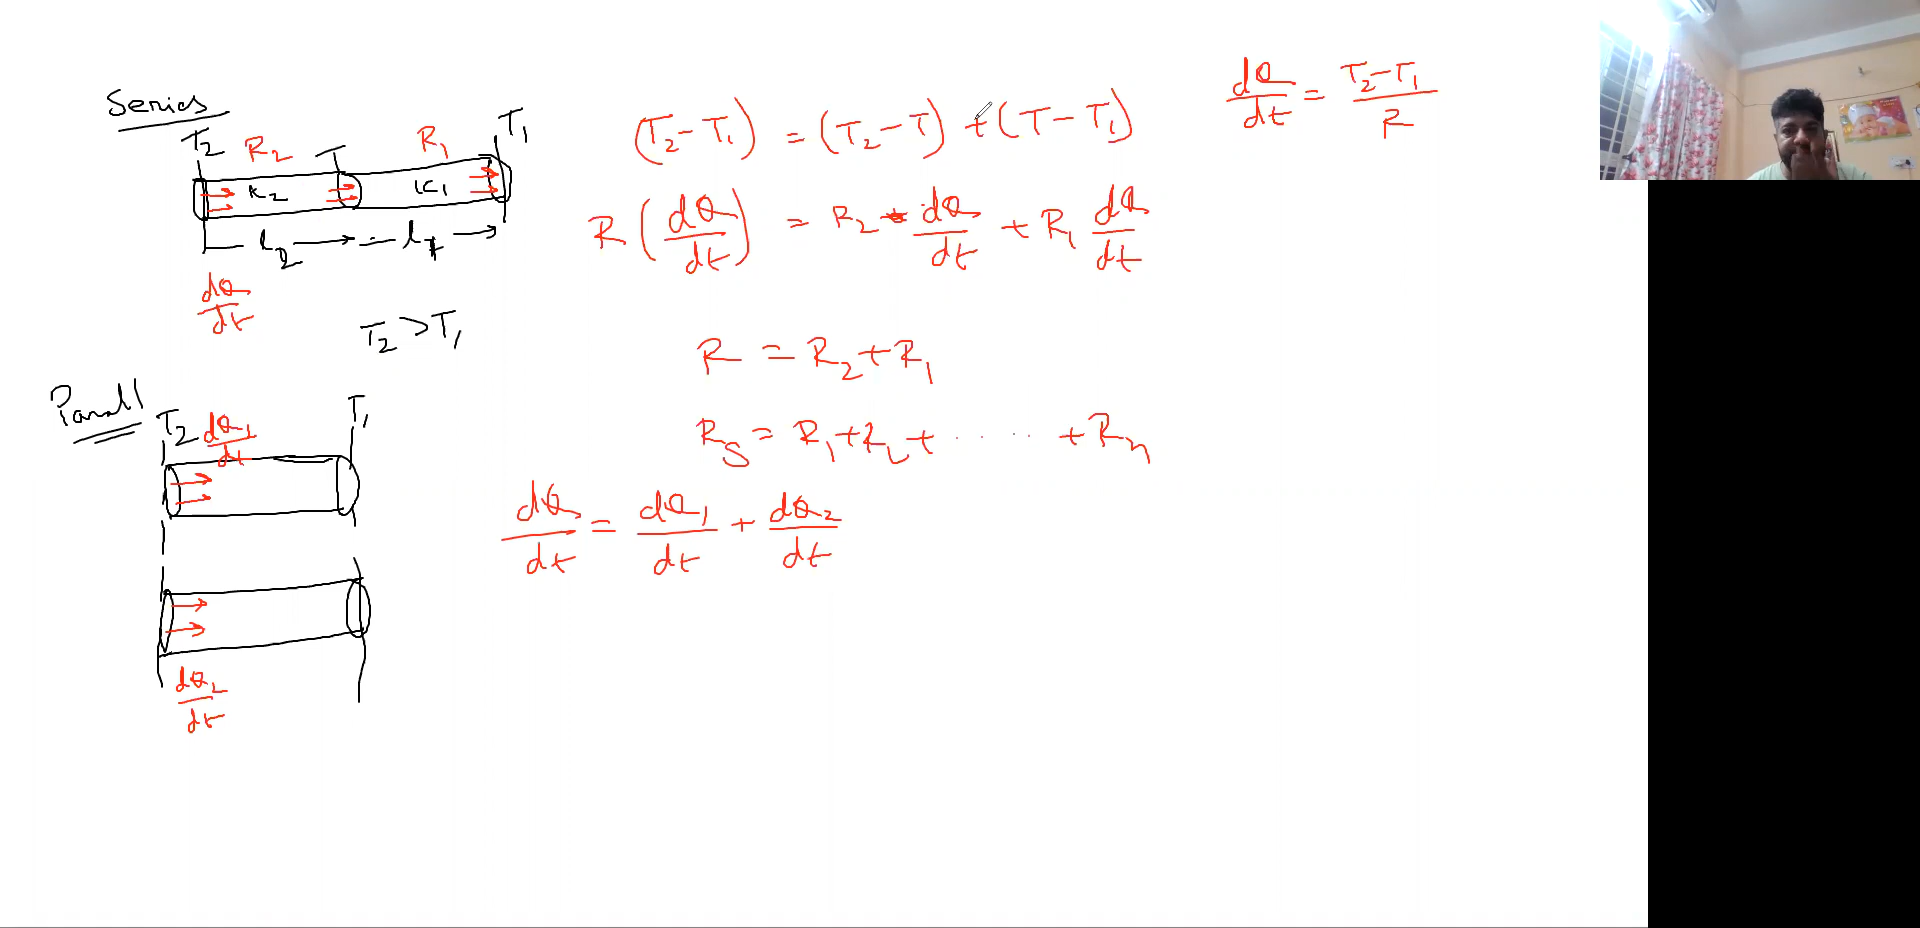 Series
T₂ R₂ T R₁ T₁
K₂ K₁
l₂ l₁
dQ/dt
T₂ > T₁
(T₂ − T₁) = (T₂ − T) + (T − T₁)
dQ/dt = (T₂ − T₁)/R
R (dQ/dt) = R₂ dQ/dt + R₁ dQ/dt
R = R₂ + R₁
Rₛ = R₁ + R₂ + ...... + Rₙ
Parall
T₂ dQ₁/dt T₁
dQ₂/dt
dQ/dt = dQ₁/dt + dQ₂/dt